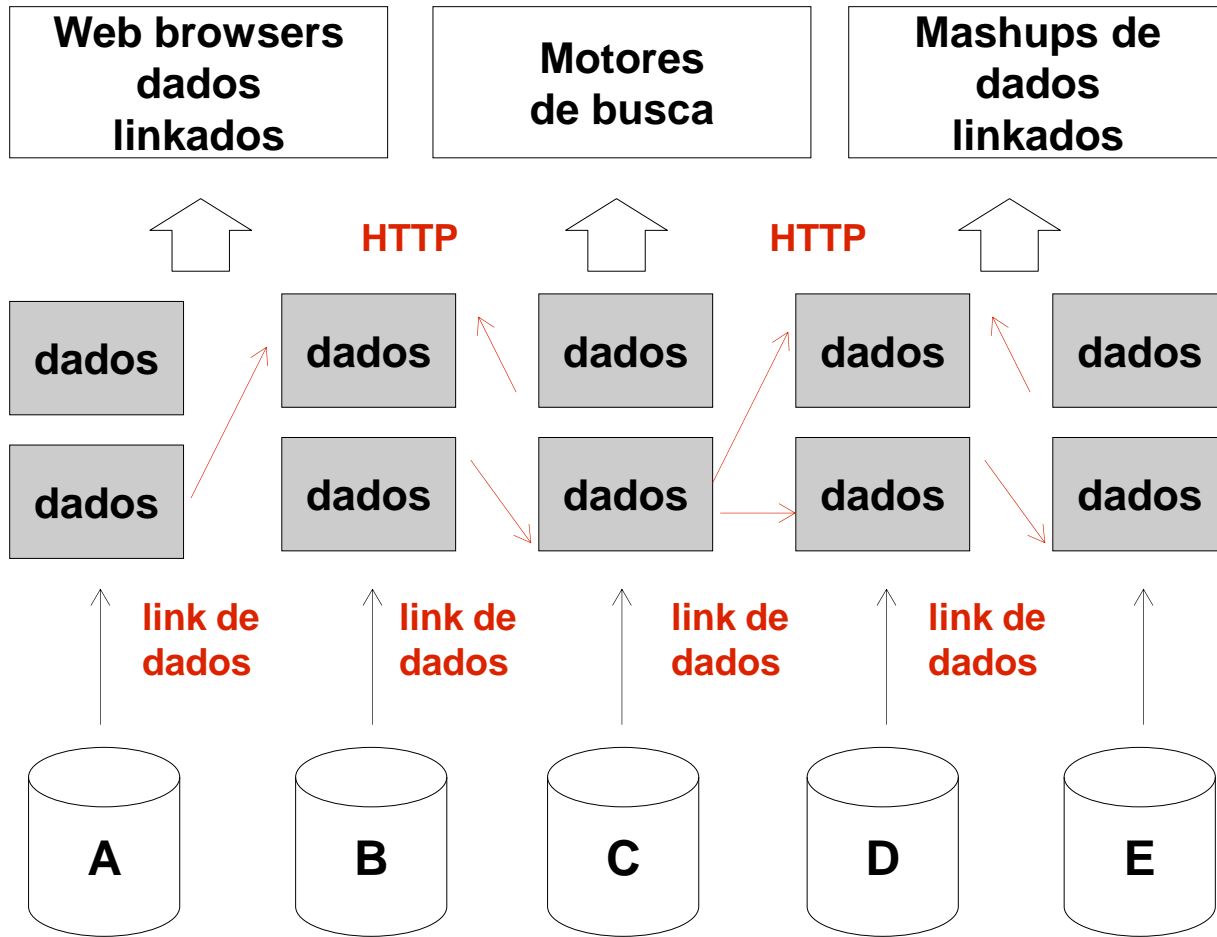 Web browsers
dados
linkados
Motores
de busca
Mashups de
dados
linkados
HTTP
HTTP
dados
dados
dados
dados
dados
dados
dados
dados
dados
dados
link de
dados
link de
dados
link de
dados
link de
dados
A
B
C
D
E